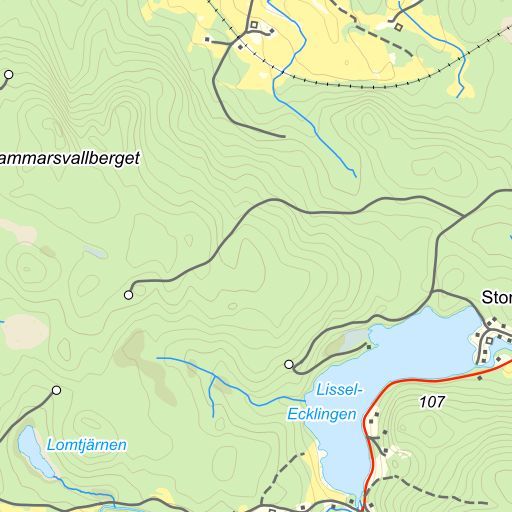 ammarsvallberget
Stor
Lissel-
Ecklingen
107
Lomtjärnen